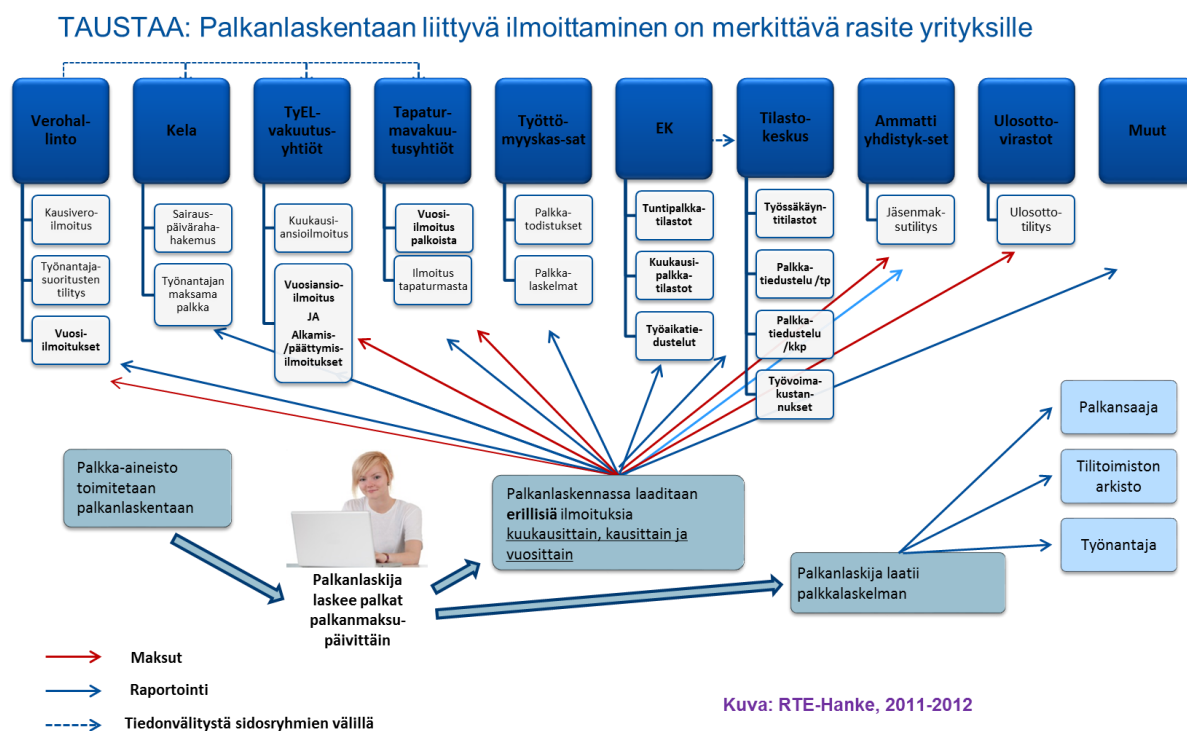 TAUSTAA: Palkanlaskentaan liittyvä ilmoittaminen on merkittävä rasite yrityksille
Verohal-
linto
Kela
TyEL-
vakuutus-
yhtiöt
Tapatur-
mavakuu-
tusyhtiöt
Työttö-
myyskas-sat
EK
Tilasto-
keskus
Ammatti
yhdistyk-set
Ulosotto-
virastot
Muut
Kausivero-
ilmoitus
Työnantaja-
suoritusten
tilitys
Vuosi-
ilmoitukset
Sairaus-
päiväraha-
hakemus
Työnantajan
maksama
palkka
Kuukausi-
ansioilmoitus
Vuosiansio-
ilmoitus
JA
Alkamis-
/päättymis-
ilmoitukset
Vuosi-
ilmoitus
palkoista
Ilmoitus
tapaturmasta
Palkka-
todistukset
Palkka-
laskelmat
Tuntipalkka-
tilastot
Kuukausi-
palkka-
tilastot
Työaikatie-
dustelut
Työssäkäyn-
titilastot
Palkka-
tiedustelu /tp
Palkka-
tiedustelu
/kkp
Työvoima-
kustan-
nukset
Jäsenmak-
sutilitys
Ulosotto-
tilitys
Palkka-aineisto
toimitetaan
palkanlaskentaan
Palkanlaskija
laskee palkat
palkanmaksu-
päivittäin
Palkanlaskennassa laaditaan
erillisiä ilmoituksia
kuukausittain, kausittain ja
vuosittain
Palkanlaskija laatii
palkkalaskelman
Palkansaaja
Tilitoimiston
arkisto
Työnantaja
Maksut
Raportointi
Tiedonvälitystä sidosryhmien välillä
Kuva: RTE-Hanke, 2011-2012